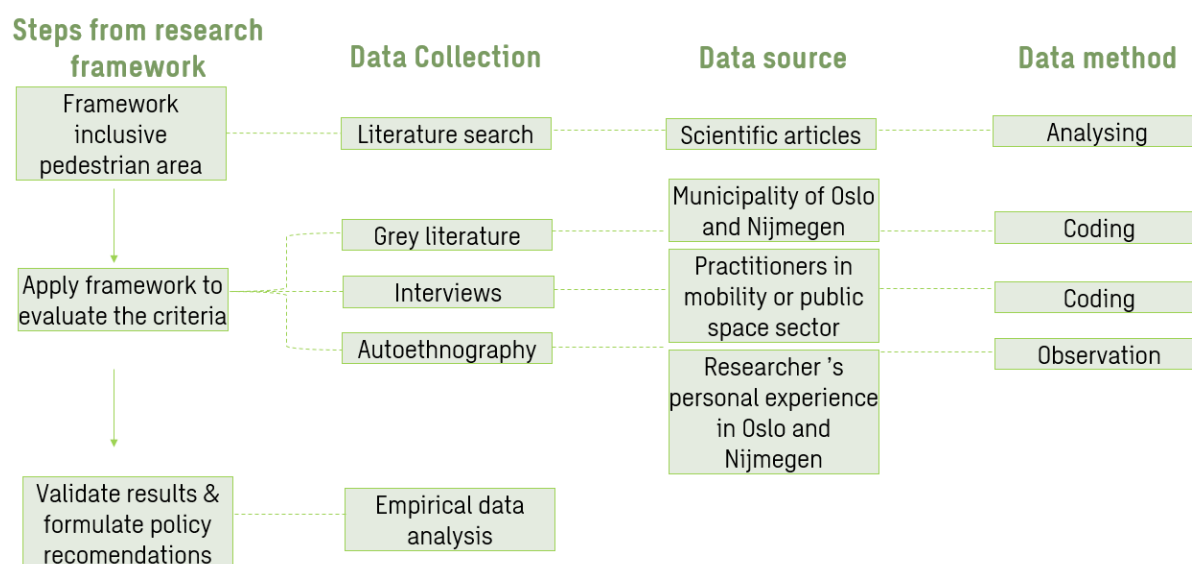 Steps from research
framework
Data Collection
Data source
Data method
Framework
inclusive
pedestrian area
Literature search
Scientific articles
Analysing
Apply framework to
evaluate the criteria
Grey literature
Municipality of Oslo
and Nijmegen
Coding
Interviews
Practitioners in
mobility or public
space sector
Coding
Autoethnography
Researcher 's
personal experience
in Oslo and
Nijmegen
Observation
Validate results &
formulate policy
recomendations
Empirical data
analysis